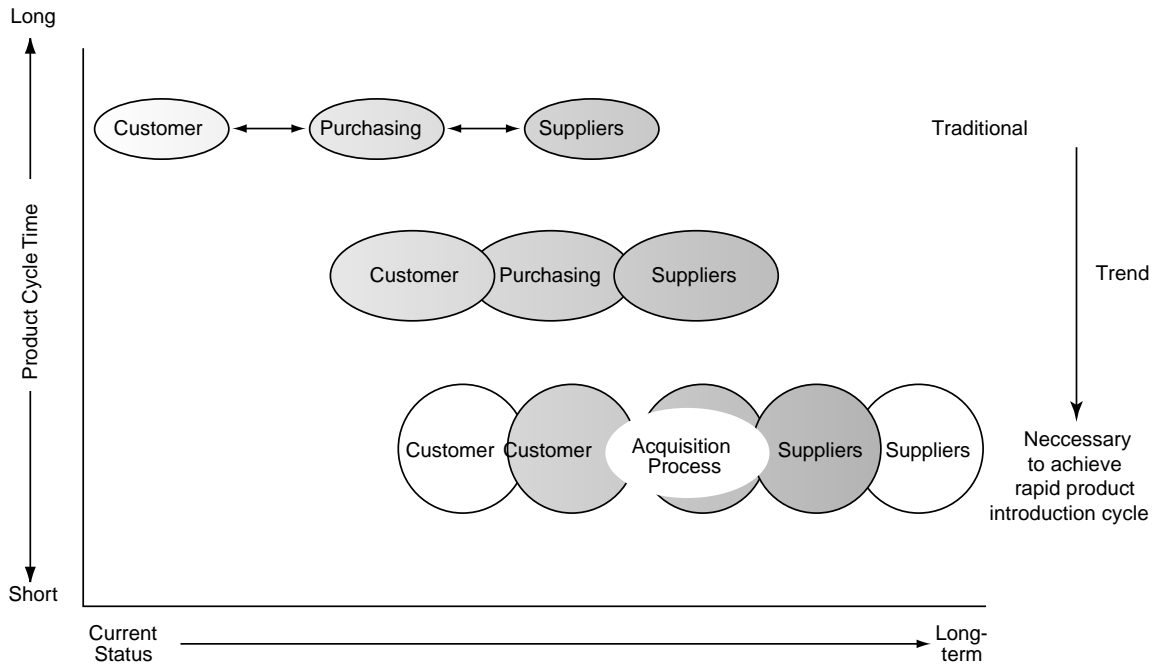 Long
Customer
Purchasing
Suppliers
Traditional
Product Cycle Time
Customer
Purchasing
Suppliers
Trend
Customer
Customer
Acquisition
Process
Suppliers
Suppliers
Neccessary
to achieve
rapid product
introduction cycle
Short
Current
Status
Long-
term